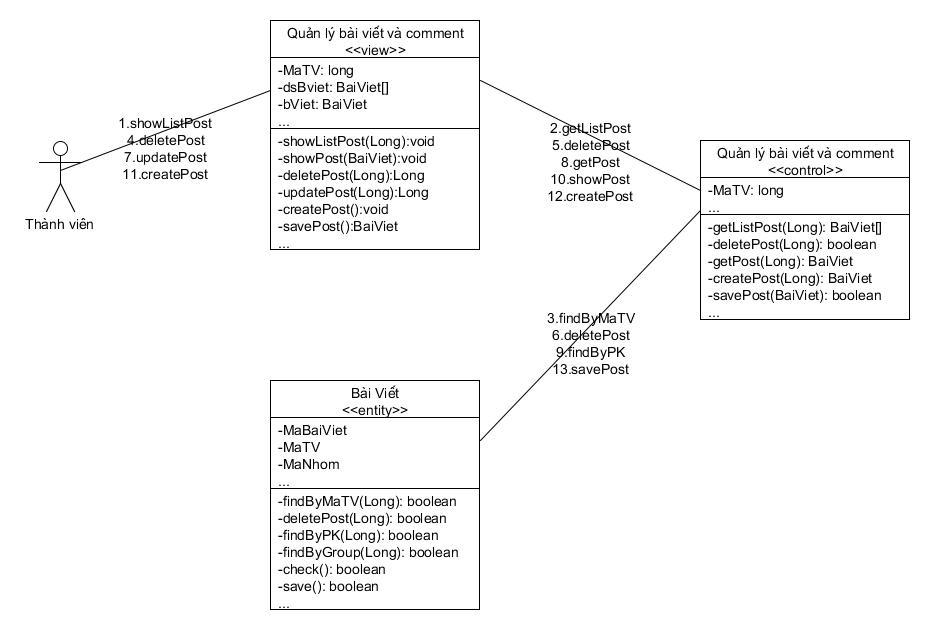 Quản lý bài viết và comment
<<view>>
-MaTV: long
-dsBviet: BaiViet[]
-bViet: BaiViet
...
-showListPost(Long):void
-showPost(BaiViet):void
-deletePost(Long):Long
-updatePost(Long):Long
-createPost():void
-savePost():BaiViet
...
1.showListPost
4.deletePost
7.updatePost
11.createPost
Thành viên
2.getListPost
5.deletePost
8.getPost
10.showPost
12.createPost
Quản lý bài viết và comment
<<control>>
-MaTV: long
...
-getListPost(Long): BaiViet[]
-deletePost(Long): boolean
-getPost(Long): BaiViet
-createPost(Long): BaiViet
-savePost(BaiViet): boolean
...
3.findByMaTV
6.deletePost
9.findByPK
13.savePost
Bài Viết
<<entity>>
-MaBaiViet
-MaTV
-MaNhom
...
-findByMaTV(Long): boolean
-deletePost(Long): boolean
-findByPK(Long): boolean
-findByGroup(Long): boolean
-check(): boolean
-save(): boolean
...